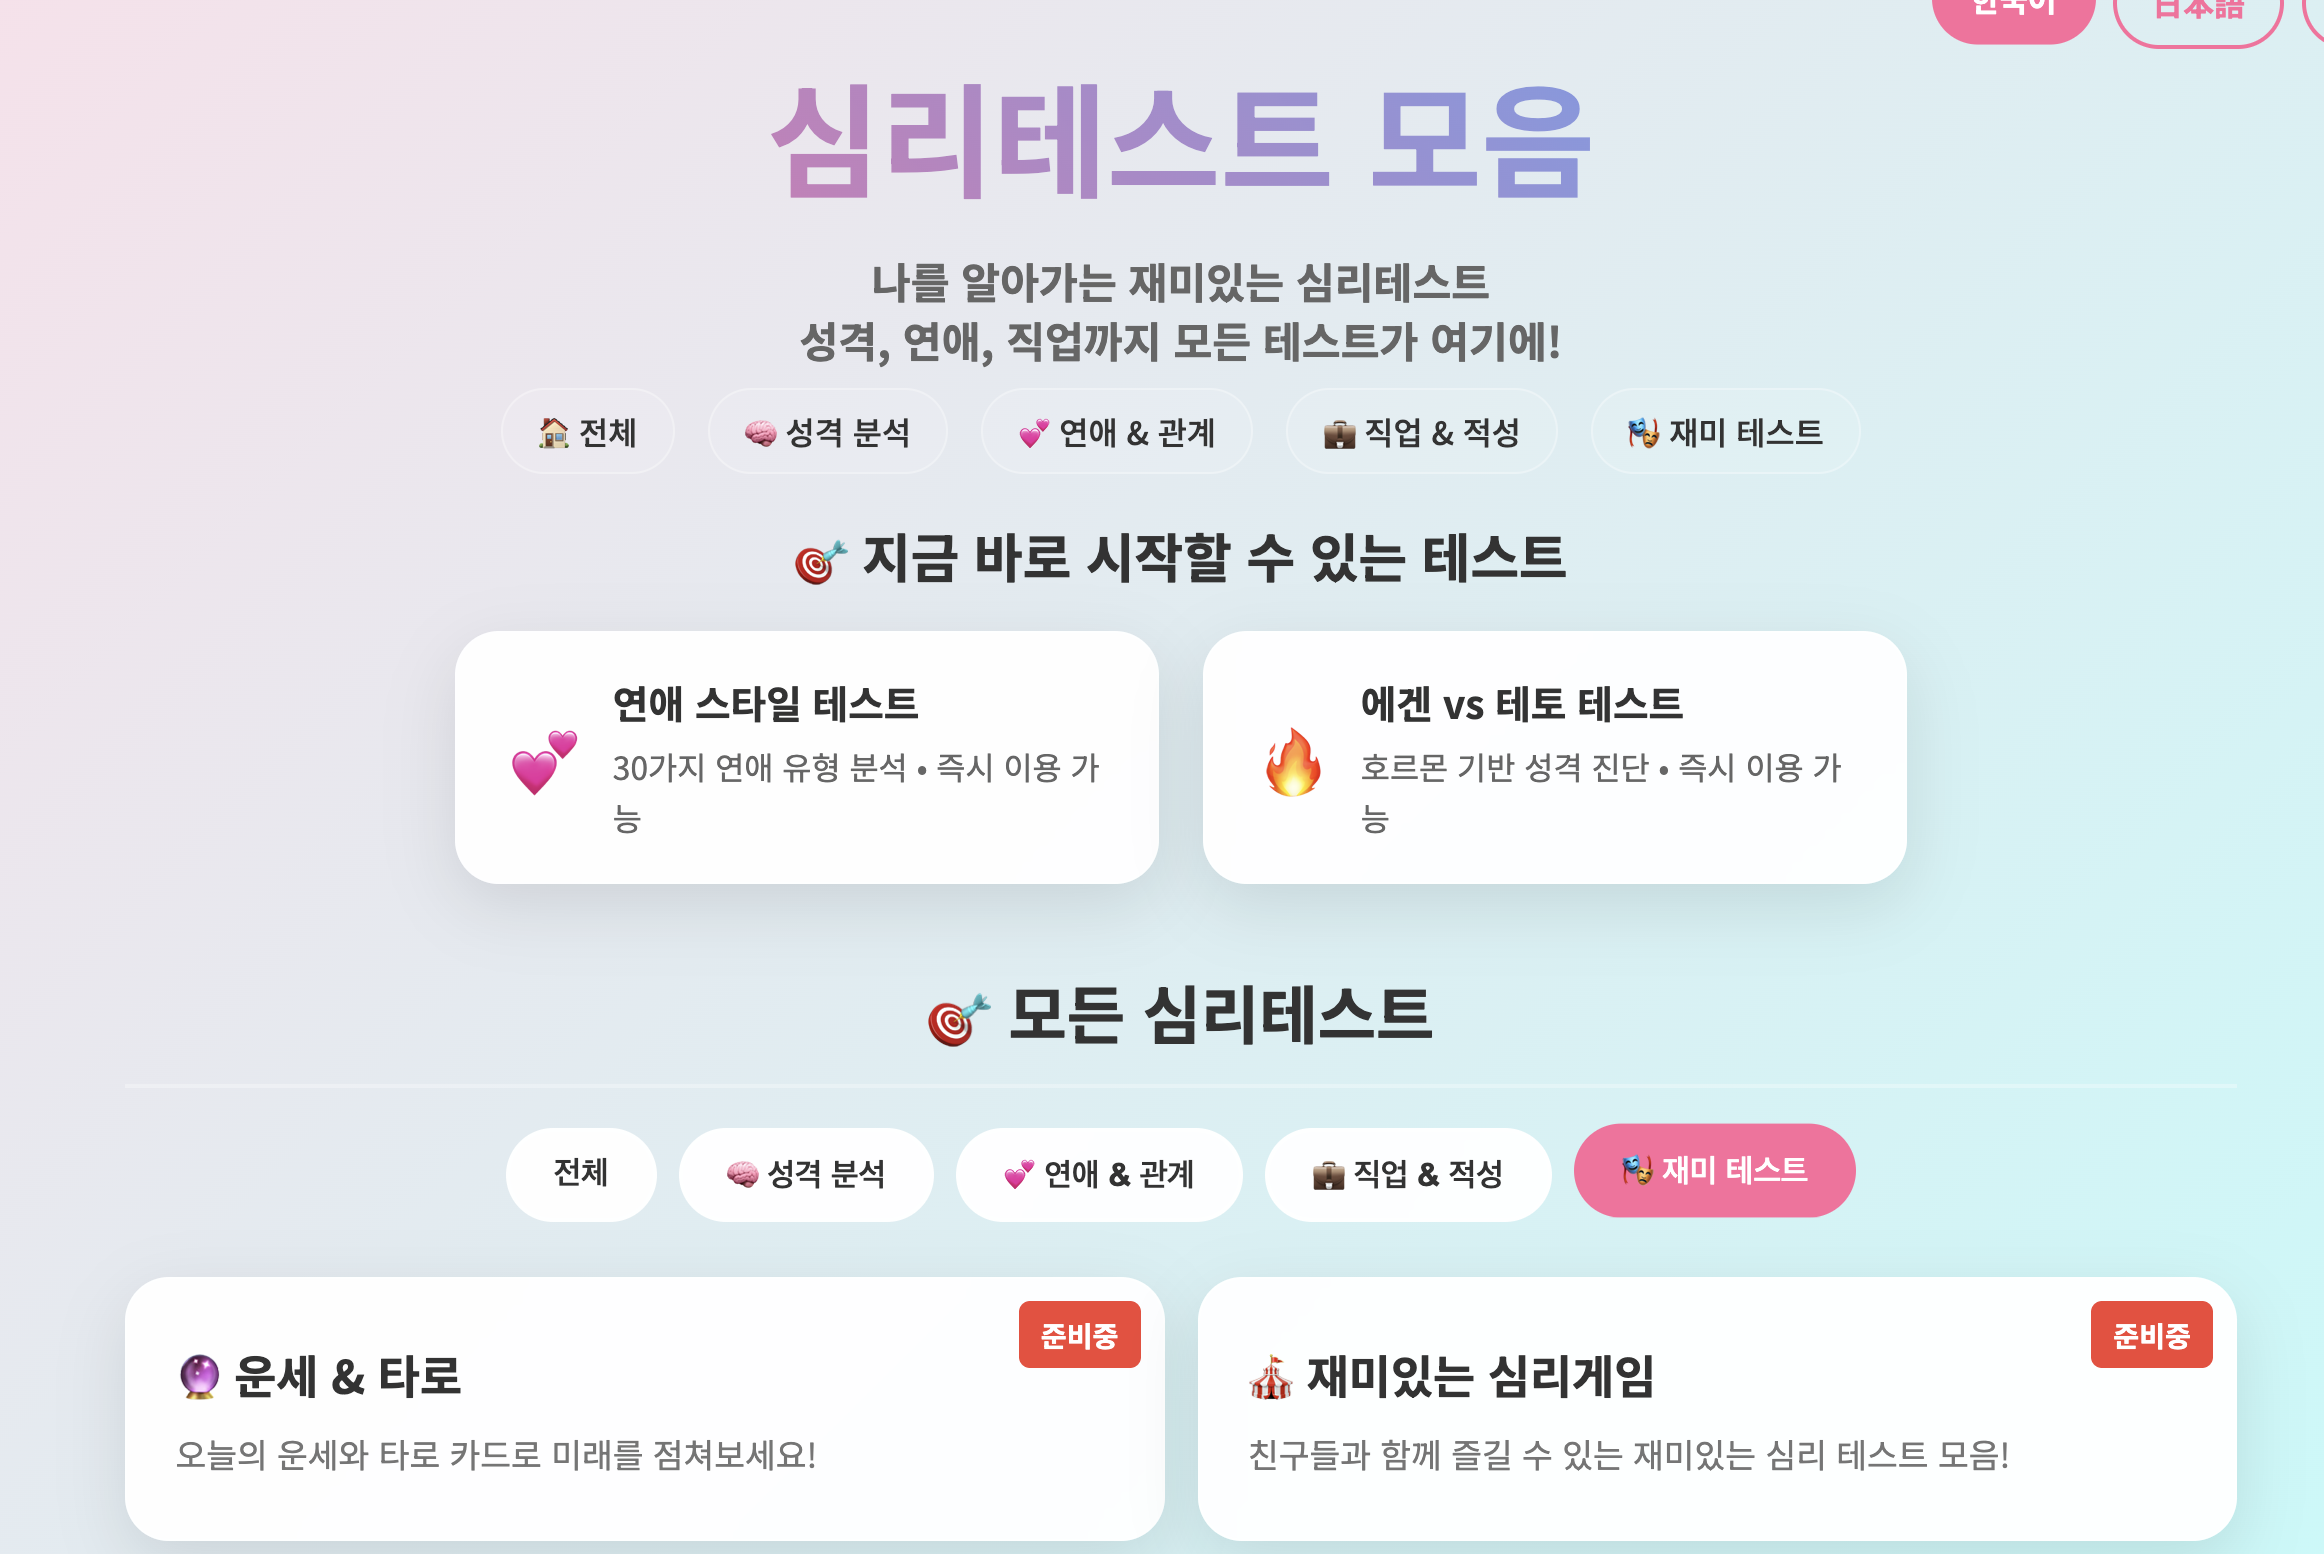 한국어
日本語
심리테스트 모음
나를 알아가는 재미있는 심리테스트
성격, 연애, 직업까지 모든 테스트가 여기에!
🏠 전체
🧠 성격 분석
💕 연애 & 관계
💼 직업 & 적성
🎭 재미 테스트
🎯 지금 바로 시작할 수 있는 테스트
연애 스타일 테스트
30가지 연애 유형 분석 • 즉시 이용 가
능
에겐 vs 테토 테스트
호르몬 기반 성격 진단 • 즉시 이용 가
능
🎯 모든 심리테스트
전체
🧠 성격 분석
💕 연애 & 관계
💼 직업 & 적성
🎭 재미 테스트
준비중
🔮 운세 & 타로
오늘의 운세와 타로 카드로 미래를 점쳐보세요!
준비중
🎪 재미있는 심리게임
친구들과 함께 즐길 수 있는 재미있는 심리 테스트 모음!